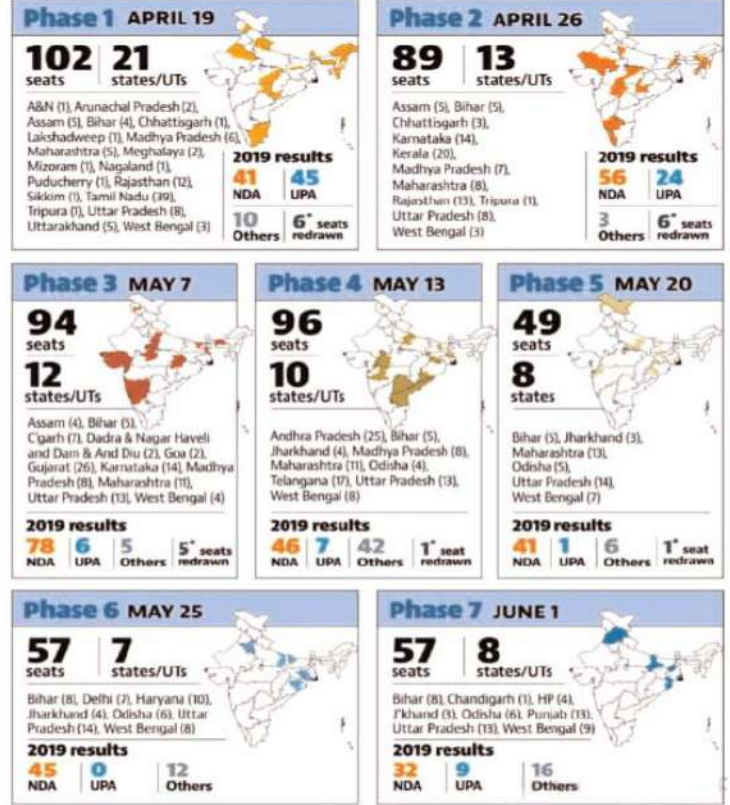 Phase 1 APRIL 19
102 seats
21 states/UTs
A&N (1), Arunachal Pradesh (2),
Assam (5), Bihar (4), Chhattisgarh (1),
Lakshadweep (1), Madhya Pradesh (6),
Maharashtra (5), Meghalaya (2),
Mizoram (1), Nagaland (1),
Puducherry (1), Rajasthan (12),
Sikkim (1), Tamil Nadu (39),
Tripura (1), Uttar Pradesh (8),
Uttarakhand (5), West Bengal (3)
2019 results
41 NDA
45 UPA
10 Others
6* seats redrawn
Phase 2 APRIL 26
89 seats
13 states/UTs
Assam (5), Bihar (5),
Chhattisgarh (3),
Karnataka (14),
Kerala (20),
Madhya Pradesh (7),
Maharashtra (8),
Rajasthan (13), Tripura (1),
Uttar Pradesh (8),
West Bengal (3)
2019 results
56 NDA
24 UPA
3 Others
6* seats redrawn
Phase 3 MAY 7
94 seats
12 states/UTs
Assam (4), Bihar (5),
C'garh (7), Dadra & Nagar Haveli
and Dam & And Diu (2), Goa (2),
Gujarat (26), Karnataka (14), Madhya
Pradesh (8), Maharashtra (11),
Uttar Pradesh (13), West Bengal (4)
2019 results
78 NDA
6 UPA
5 Others
5* seats redrawn
Phase 4 MAY 13
96 seats
10 states/UTs
Andhra Pradesh (25), Bihar (5),
Jharkhand (4), Madhya Pradesh (8),
Maharashtra (11), Odisha (4),
Telangana (17), Uttar Pradesh (13),
West Bengal (8)
2019 results
46 NDA
7 UPA
42 Others
1* seat redrawn
Phase 5 MAY 20
49 seats
8 states
Bihar (5), Jharkhand (3),
Maharashtra (13),
Odisha (5),
Uttar Pradesh (14),
West Bengal (7)
2019 results
41 NDA
1 UPA
6 Others
1* seat redrawn
Phase 6 MAY 25
57 seats
7 states/UTs
Bihar (8), Delhi (7), Haryana (10),
Jharkhand (4), Odisha (6), Uttar
Pradesh (14), West Bengal (8)
2019 results
45 NDA
0 UPA
12 Others
Phase 7 JUNE 1
57 seats
8 states/UTs
Bihar (8), Chandigarh (1), HP (4),
J'khand (3), Odisha (6), Punjab (13),
Uttar Pradesh (13), West Bengal (9)
2019 results
32 NDA
9 UPA
16 Others